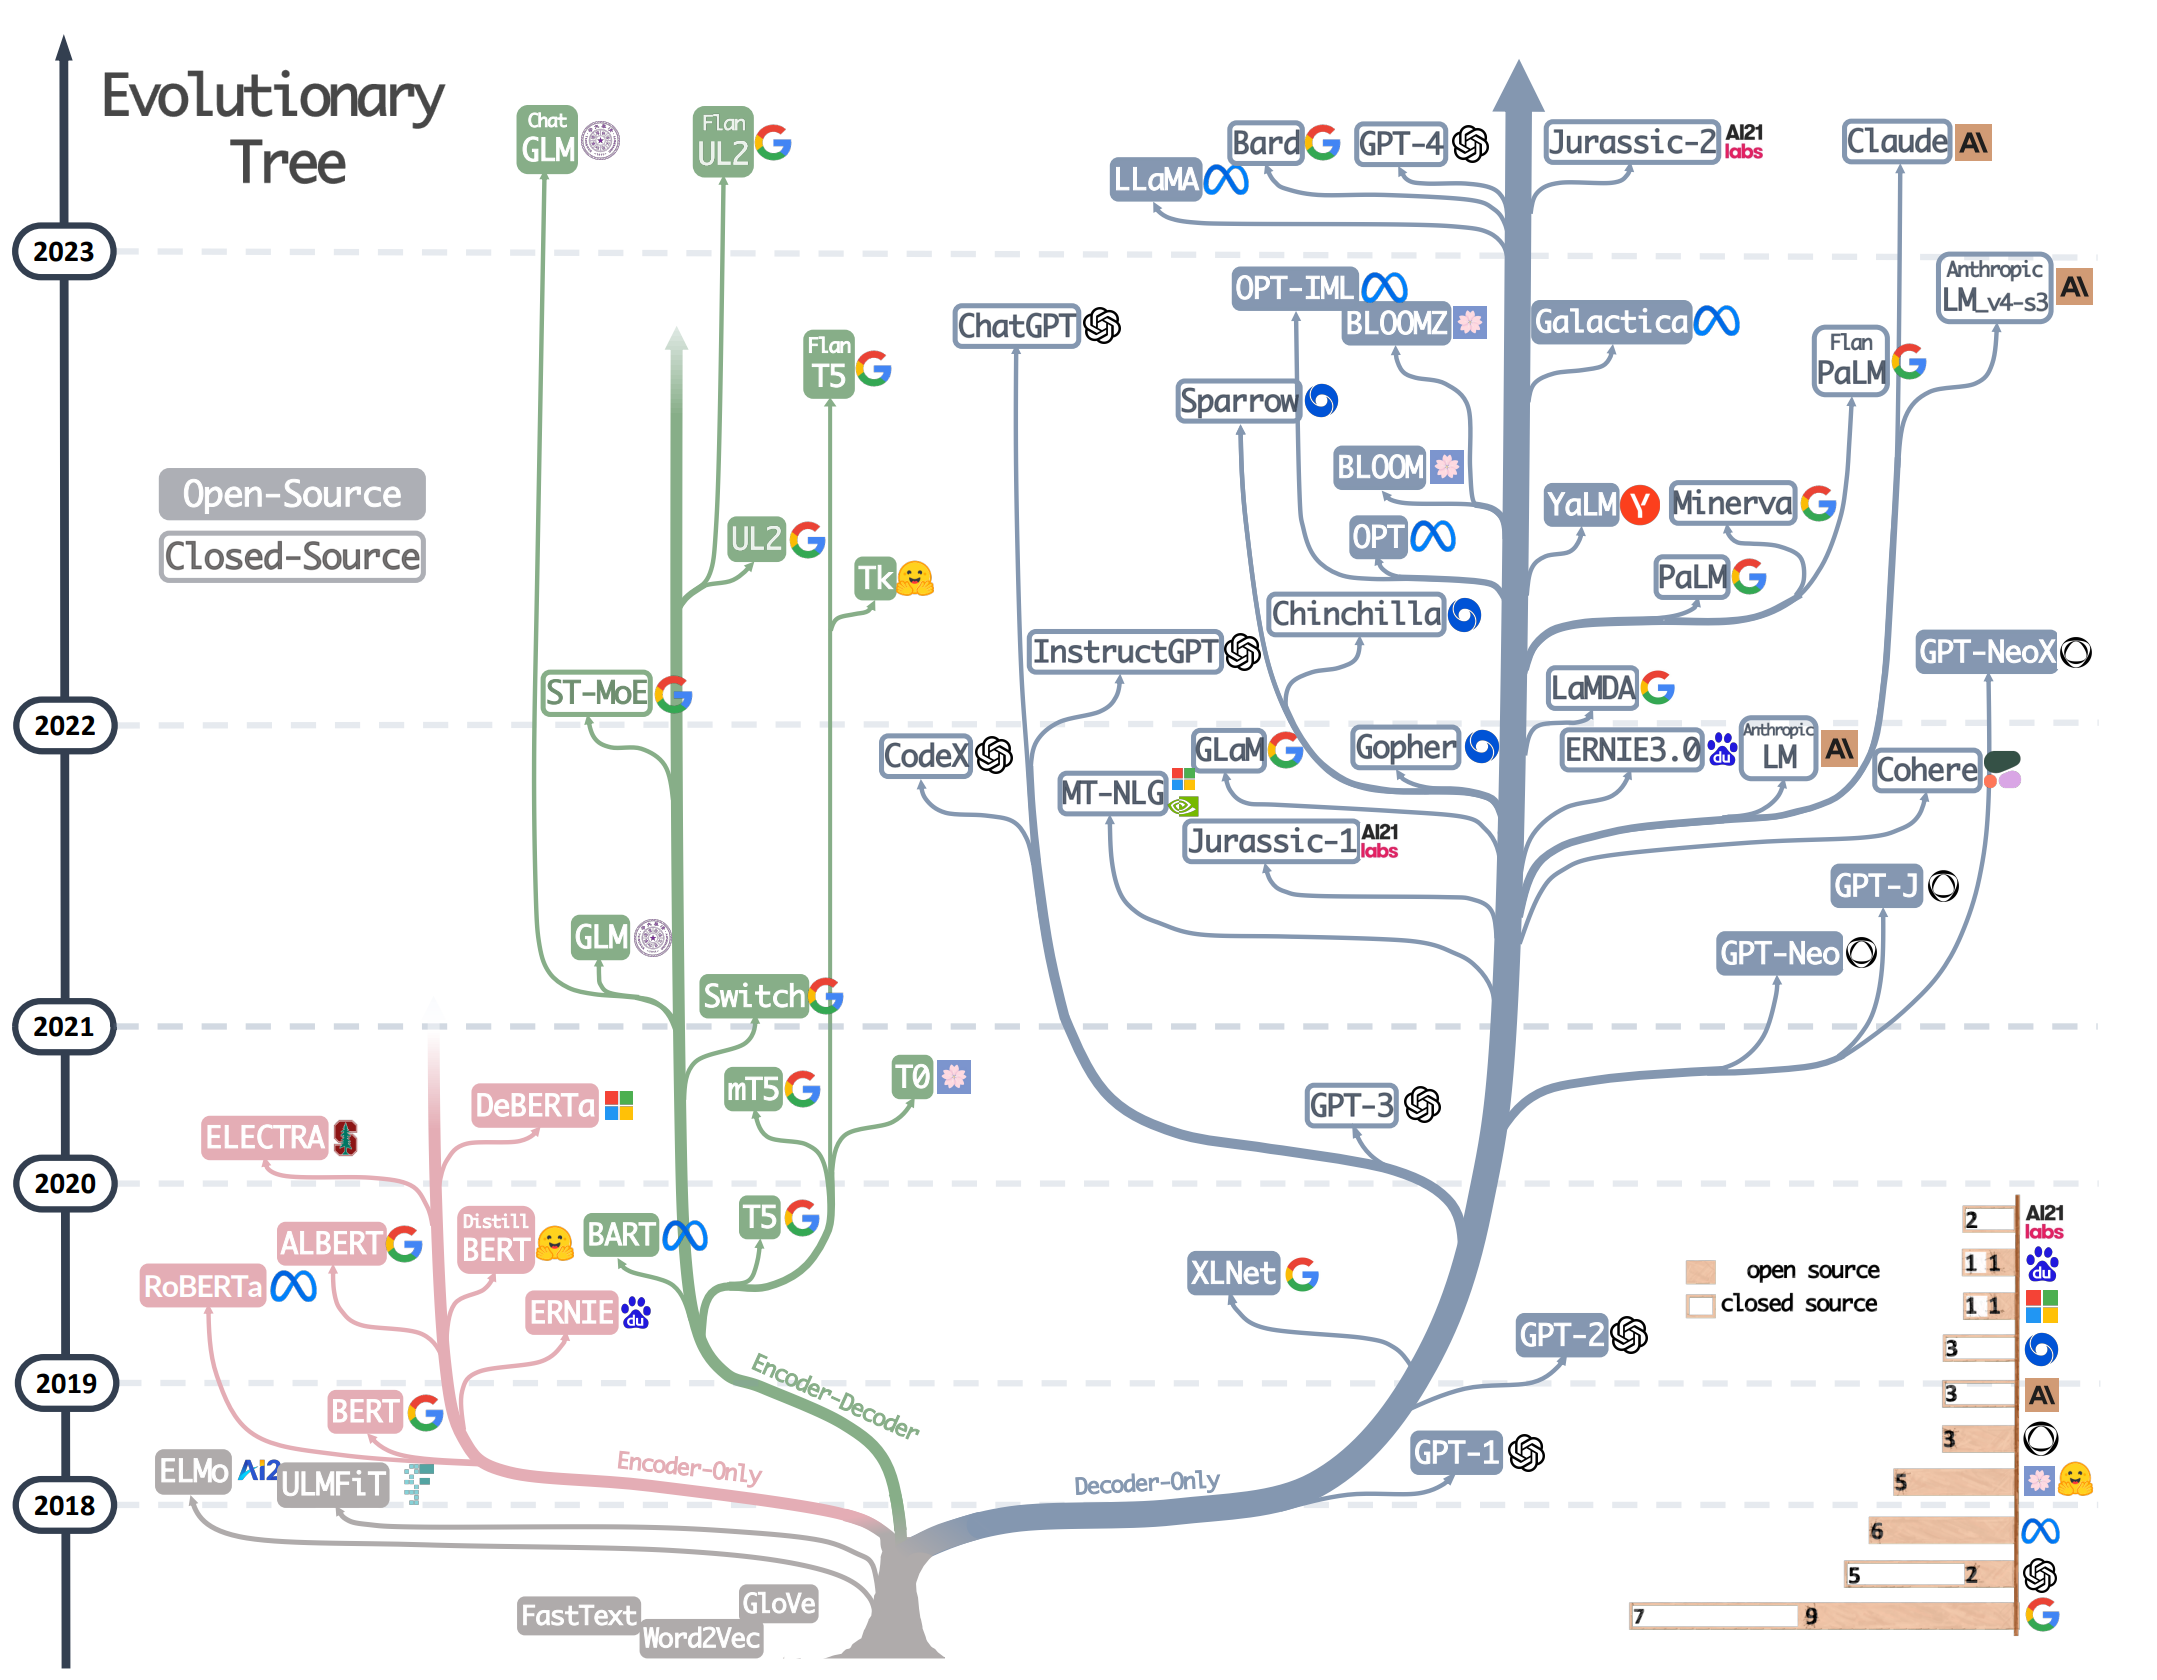 Evolutionary
Tree
Chat
GLM
Flan
UL2
Bard
GPT-4
Jurassic-2
AI21
labs
Claude
A\
LLaMA
2023
OPT-IML
BLOOMZ
Galactica
Anthropic
LM_v4-s3
A\
ChatGPT
Flan
T5
Flan
PaLM
Sparrow
BLOOM
Open-Source
Closed-Source
YaLM
Minerva
UL2
OPT
Tk
PaLM
Chinchilla
InstructGPT
GPT-NeoX
ST-MoE
LaMDA
2022
CodeX
GLaM
Gopher
ERNIE3.0
du
Anthropic
LM
A\
Cohere
MT-NLG
Jurassic-1
AI21
labs
GPT-J
GLM
GPT-Neo
Switch
2021
mT5
T0
DeBERTa
GPT-3
ELECTRA
S
2020
T5
BART
ALBERT
Distill
BERT
RoBERTa
ERNIE
du
XLNet
GPT-2
2019
Encoder-Decoder
BERT
GPT-1
ELMo
Ai2
ULMFiT
Encoder-Only
Decoder-Only
2018
FastText
Word2Vec
GloVe
open source
closed source
2
AI21
labs
1 1
du
1 1
3
3
A\
3
5
6
5 2
7 9